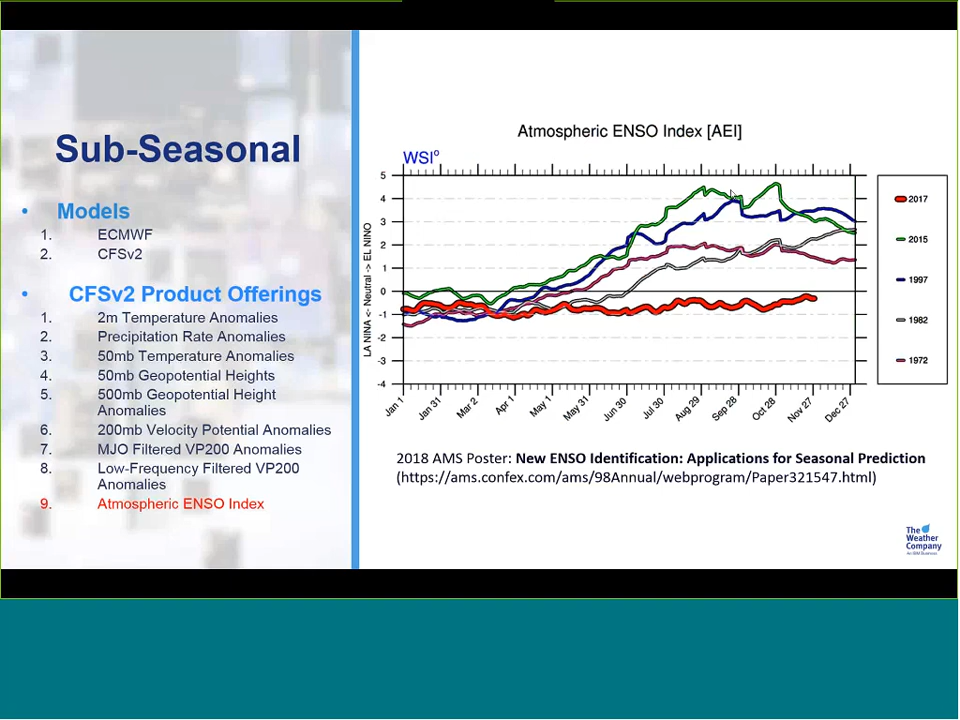 Sub-Seasonal
• Models
1. ECMWF
2. CFSv2
• CFSv2 Product Offerings
1. 2m Temperature Anomalies
2. Precipitation Rate Anomalies
3. 50mb Temperature Anomalies
4. 50mb Geopotential Heights
5. 500mb Geopotential Height
Anomalies
6. 200mb Velocity Potential Anomalies
7. MJO Filtered VP200 Anomalies
8. Low-Frequency Filtered VP200
Anomalies
9. Atmospheric ENSO Index
Atmospheric ENSO Index [AEI]
WSI°
LA NINA <- Neutral -> EL NINO
5
4
3
2
1
0
-1
-2
-3
-4
Jan 1
Jan 31
Mar 2
Apr 1
May 1
May 31
Jun 30
Jul 30
Aug 29
Sep 28
Oct 28
Nov 27
Dec 27
2017
2015
1997
1982
1972
2018 AMS Poster: New ENSO Identification: Applications for Seasonal Prediction
(https://ams.confex.com/ams/98Annual/webprogram/Paper321547.html)
The
Weather
Company
An IBM Business